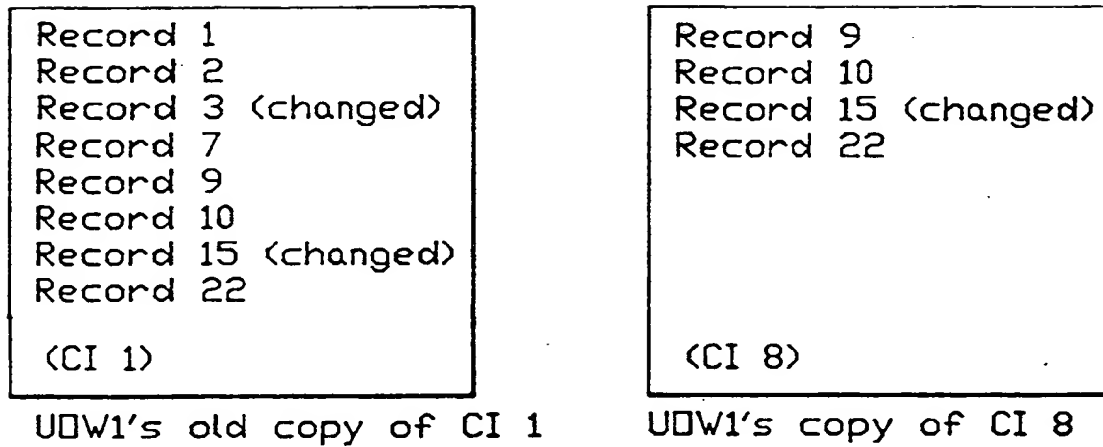 Record 1
Record 2
Record 3 (changed)
Record 7
Record 9
Record 10
Record 15 (changed)
Record 22
(CI 1)
UOW1's old copy of CI 1
Record 9
Record 10
Record 15 (changed)
Record 22
(CI 8)
UOW1's copy of CI 8